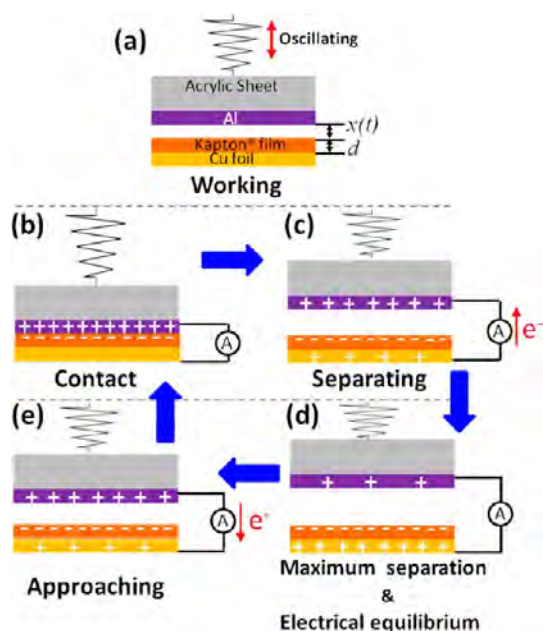 (a)
Oscillating
Acrylic Sheet
Al
x(t)
Kapton® film
d
Cu foil
Working
(b)
(c)
+ + + + + + + + +
A
Contact
+ + + + + + +
A
e⁻
+ + + +
Separating
(e)
(d)
+ + + + + + +
A
e⁻
+ + + +
Approaching
+ + +
A
+ + + + + + +
Maximum separation
&
Electrical equilibrium